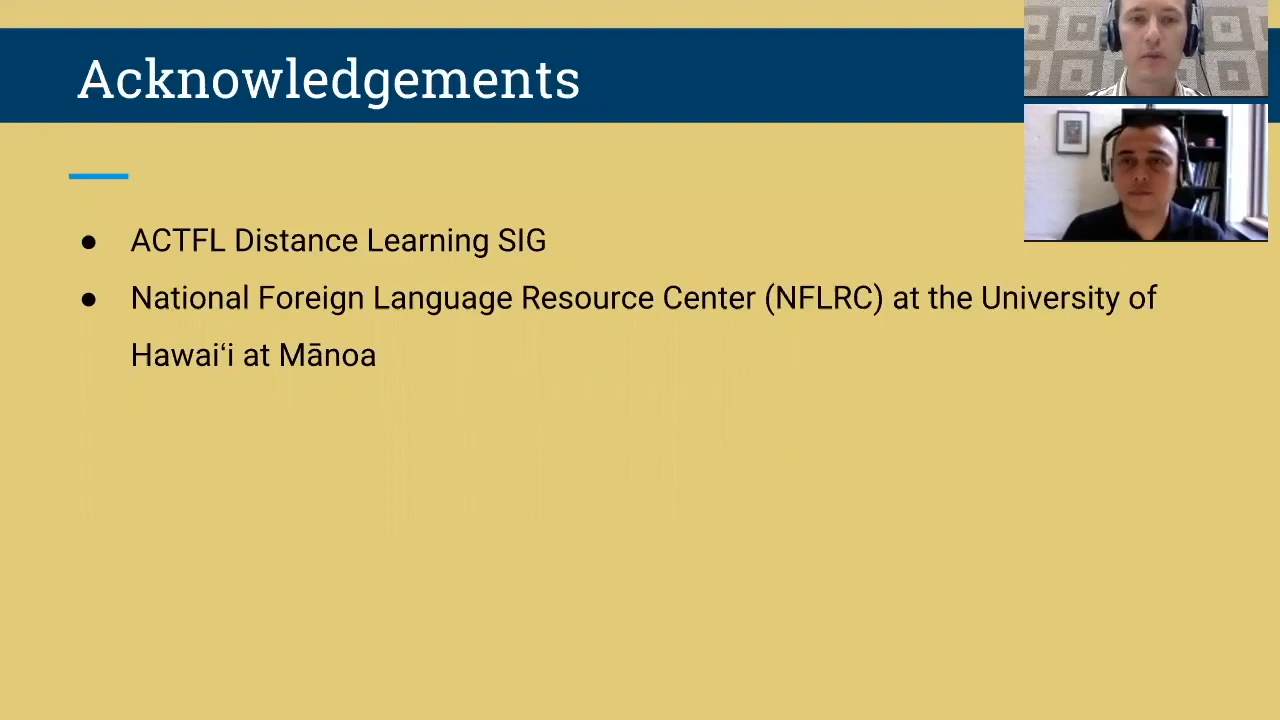 Acknowledgements
● ACTFL Distance Learning SIG
● National Foreign Language Resource Center (NFLRC) at the University of
Hawaiʻi at Mānoa